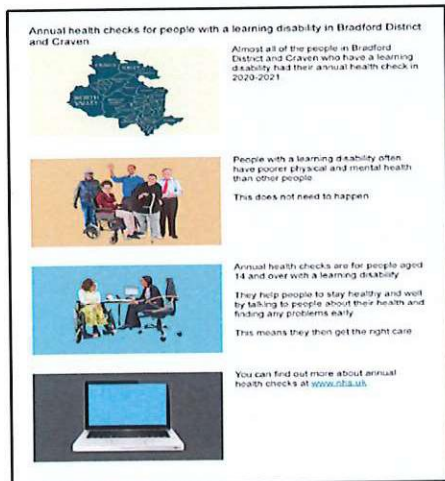 Annual health checks for people with a learning disability in Bradford District
and Craven
Almost all of the people in Bradford
District and Craven who have a learning
disability had their annual health check in
2020-2021
People with a learning disability often
have poorer physical and mental health
than other people
This does not need to happen
Annual health checks are for people aged
14 and over with a learning disability
They help people to stay healthy and well
by talking to people about their health and
finding any problems early
This means they then get the right care
You can find out more about annual
health checks at www.nhs.uk